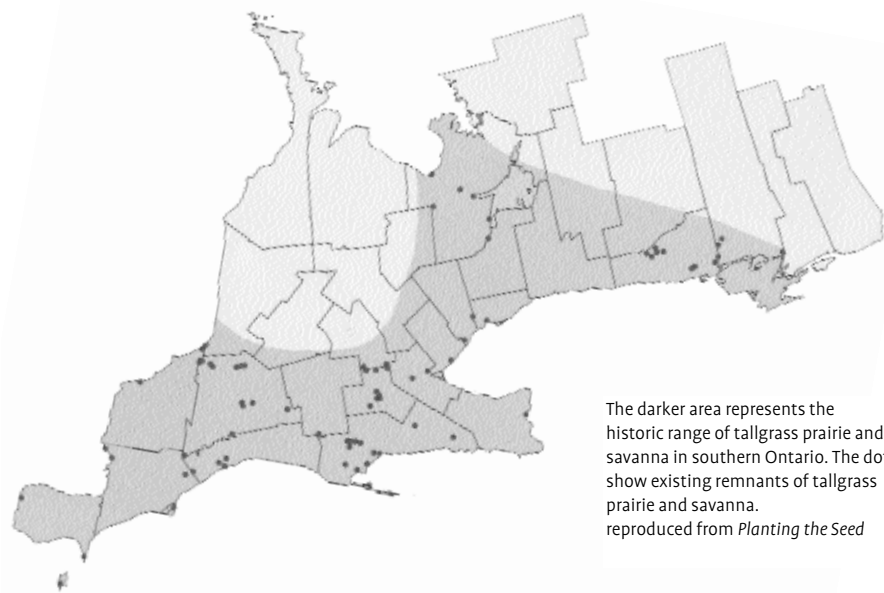 The darker area represents the
historic range of tallgrass prairie and
savanna in southern Ontario. The
show existing remnants of tallgrass
prairie and savanna.
reproduced from Planting the Seed